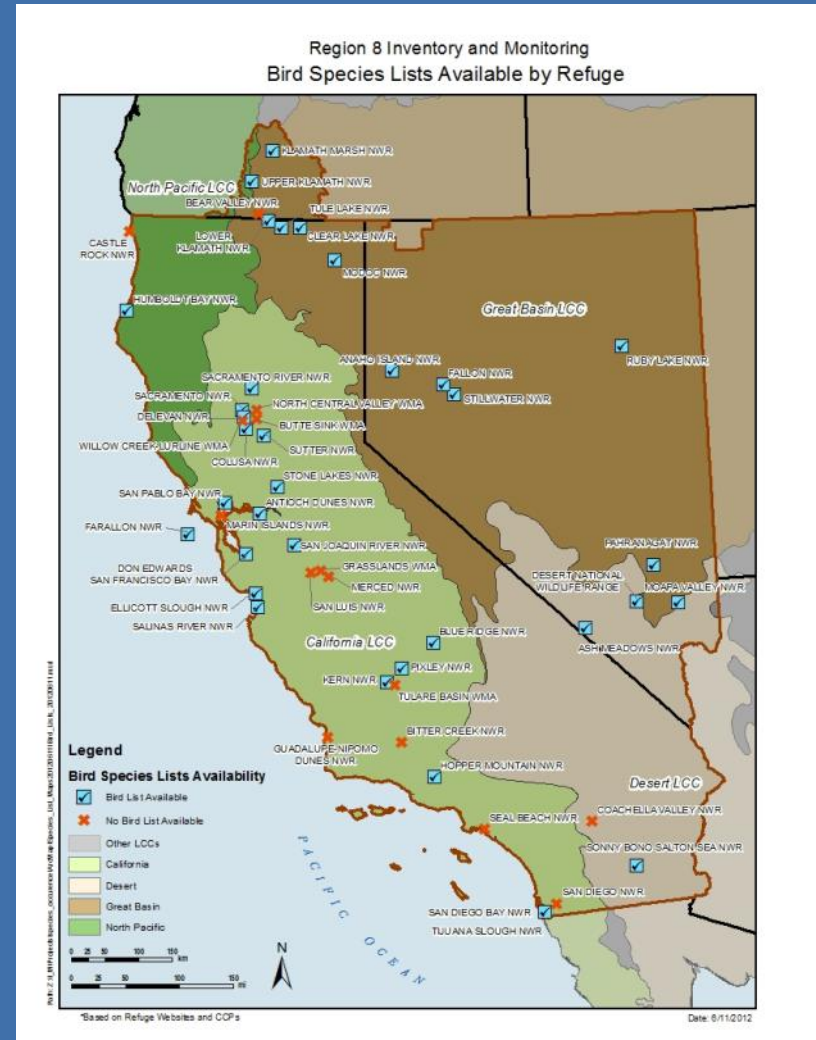 Region 8 Inventory and Monitoring
Bird Species Lists Available by Refuge
KLAMATH MARSH NWR
North Pacific LCC
UPPER KLAMATH NWR
BEAR VALLEY NWR
TULE LAKE NWR
CASTLE
ROCK NWR
LOWER
KLAMATH NWR
CLEAR LAKE NWR
MODOC NWR
HUMBOLDT BAY NWR
Great Basin LCC
ANAHO ISLAND NWR
RUBY LAKE NWR
FALLON NWR
STILLWATER NWR
SACRAMENTO RIVER NWR
SACRAMENTO NWR
NORTH CENTRAL VALLEY WMA
DELEVAN NWR
BUTTE SINK WMA
WILLOW CREEK-LURLINE WMA
SUTTER NWR
COLUSA NWR
STONE LAKES NWR
SAN PABLO BAY NWR
ANTIOCH DUNES NWR
MARIN ISLANDS NWR
FARALLON NWR
SAN JOAQUIN RIVER NWR
DON EDWARDS
SAN FRANCISCO BAY NWR
GRASSLANDS WMA
MERCED NWR
SAN LUIS NWR
ELLICOTT SLOUGH NWR
SALINAS RIVER NWR
PAHRANAGAT NWR
DESERT NATIONAL
WILDLIFE RANGE
MOAPA VALLEY NWR
ASH MEADOWS NWR
California LCC
BLUE RIDGE NWR
PIXLEY NWR
KERN NWR
TULARE BASIN WMA
BITTER CREEK NWR
GUADALUPE-NIPOMO
DUNES NWR
HOPPER MOUNTAIN NWR
Desert LCC
SEAL BEACH NWR
COACHELLA VALLEY NWR
SONNY BONO SALTON SEA NWR
SAN DIEGO NWR
SAN DIEGO BAY NWR
TIJUANA SLOUGH NWR
PACIFIC OCEAN
Legend
Bird Species Lists Availability
Bird List Available
No Bird List Available
Other LCCs
California
Desert
Great Basin
North Pacific
0 25 50 100 150
km
0 25 50 100 150
mi
N
*Based on Refuge Websites and CCPs
Date: 6/11/2012